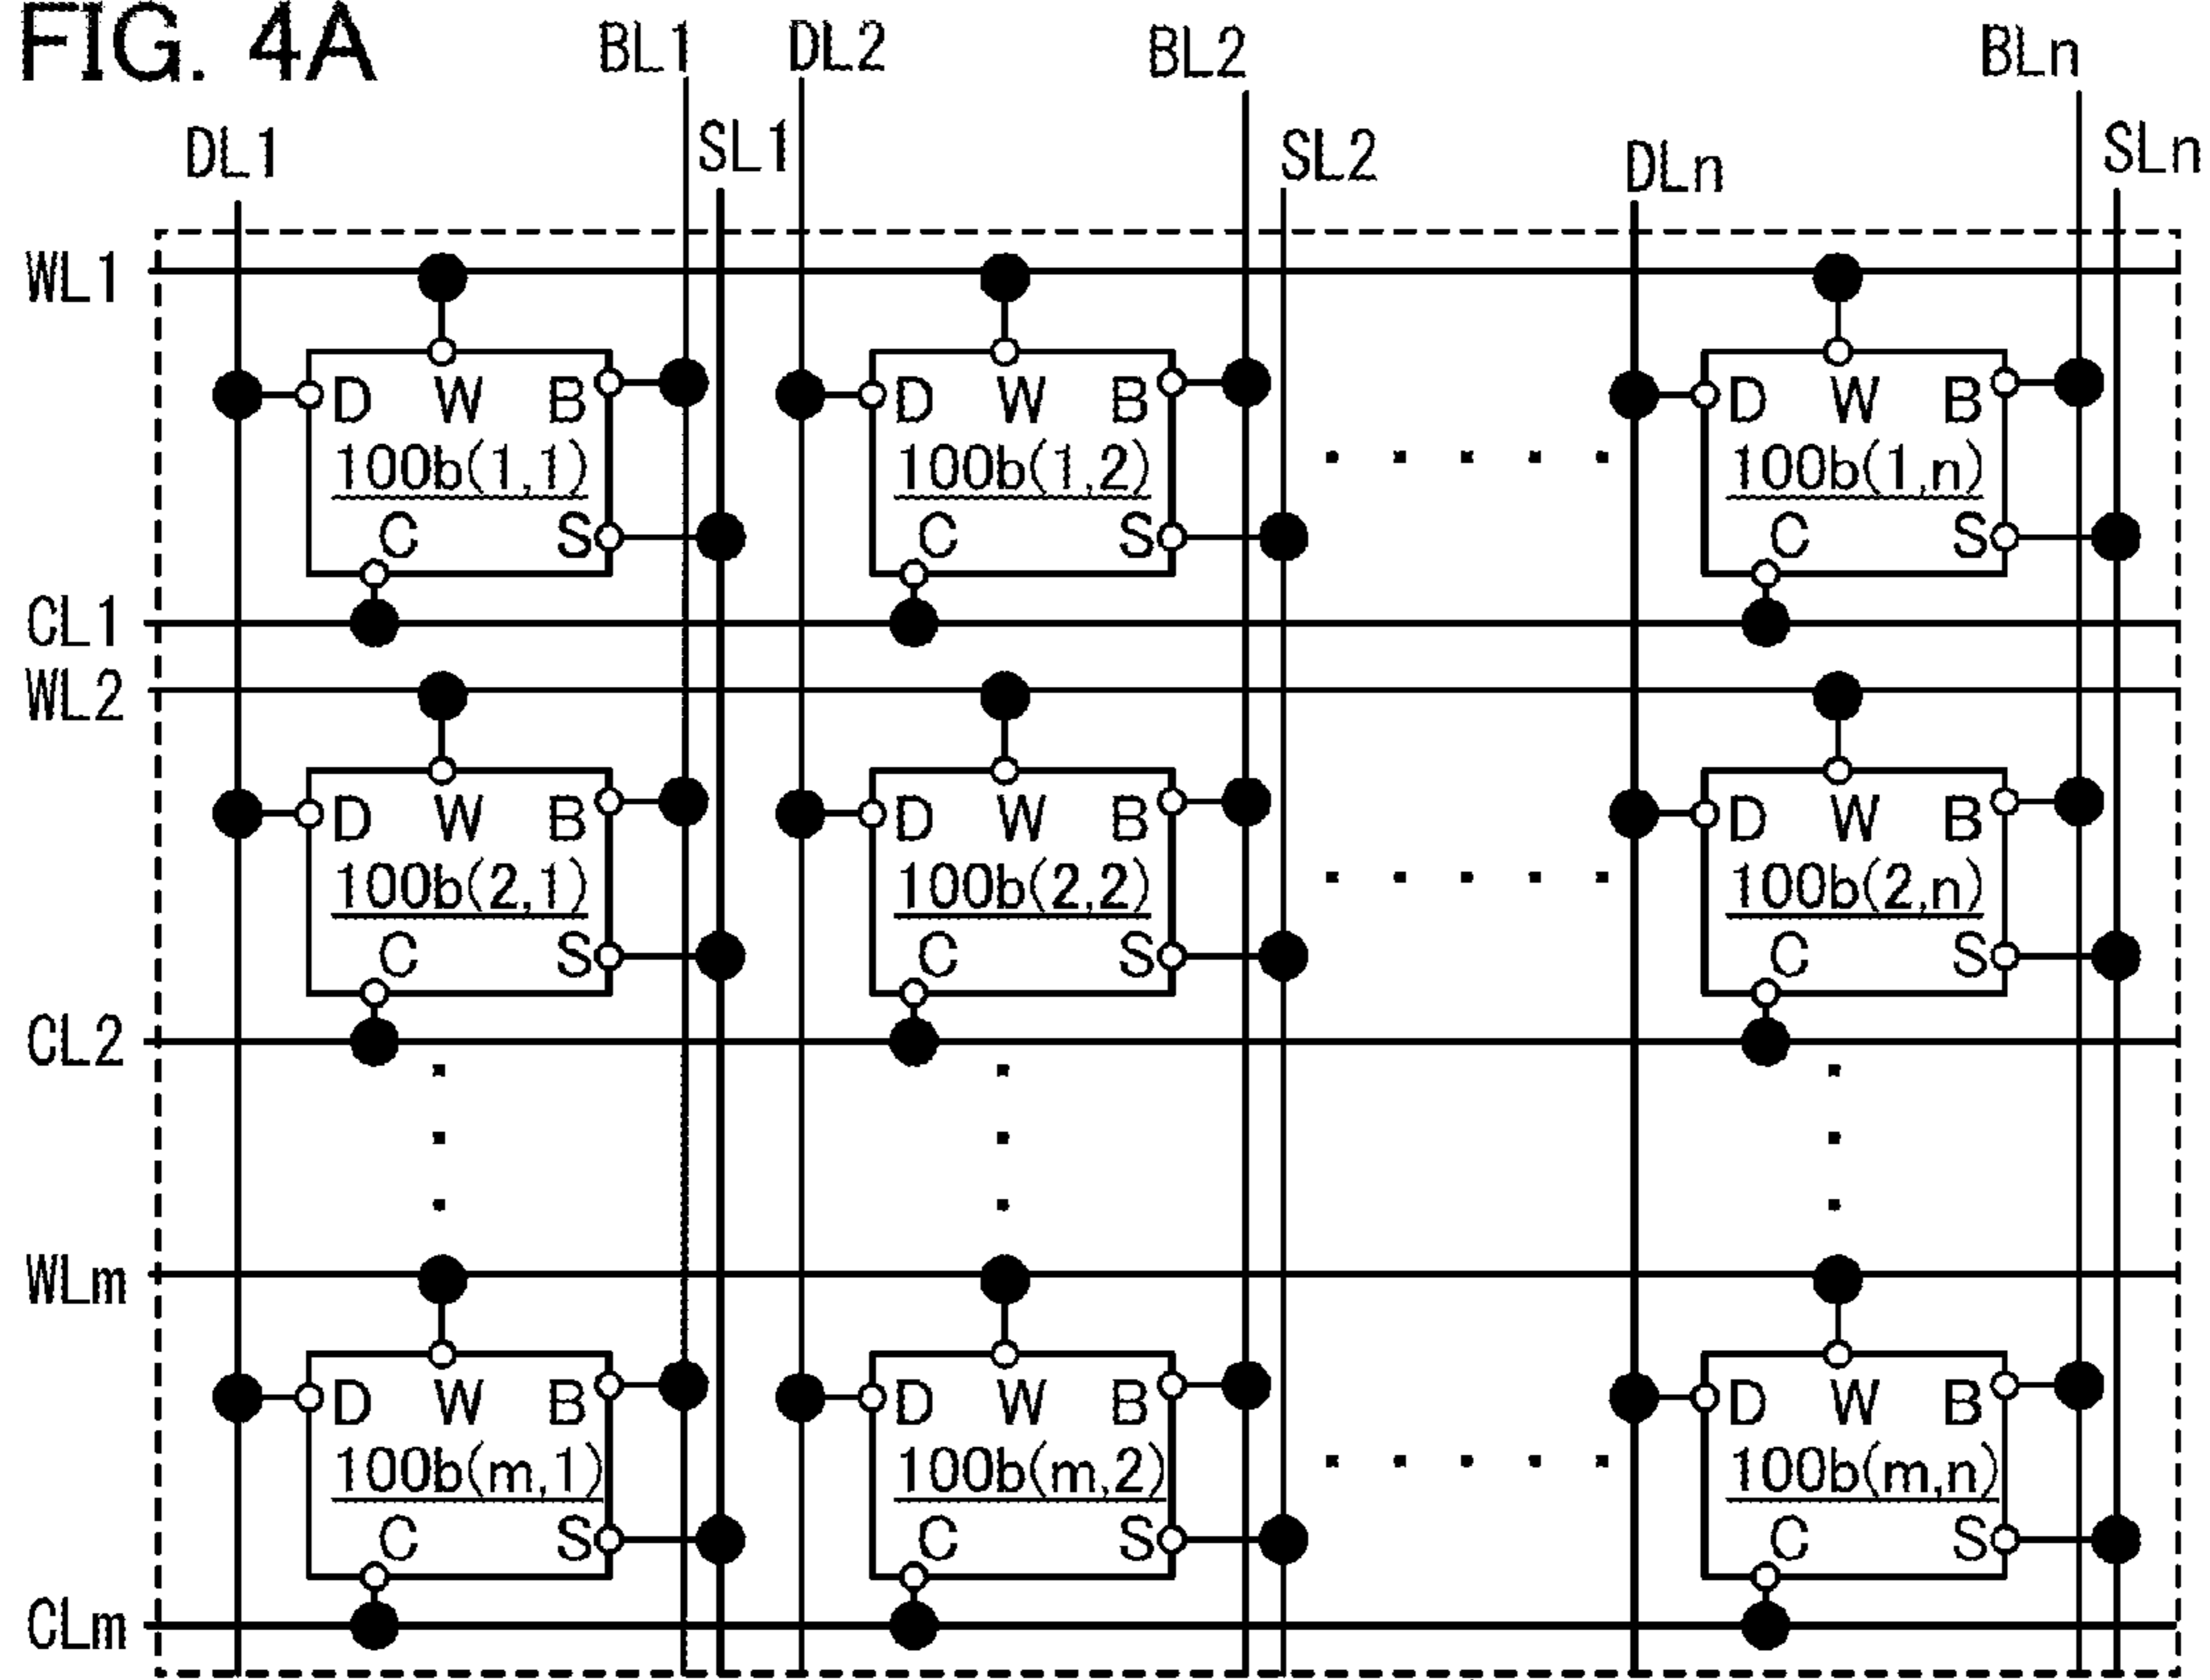 FIG. 4A
BL1 DL2 BL2 BLn
DL1 SL1 SL2 DLn SLn
WL1
D W B D W B D W B
100b(1,1) 100b(1,2) . . . . . 100b(1,n)
C S C S C S
CL1
WL2
D W B D W B D W B
100b(2,1) 100b(2,2) . . . . . 100b(2,n)
C S C S C S
CL2
WLm
D W B D W B D W B
100b(m,1) 100b(m,2) . . . . . 100b(m,n)
C S C S C S
CLm